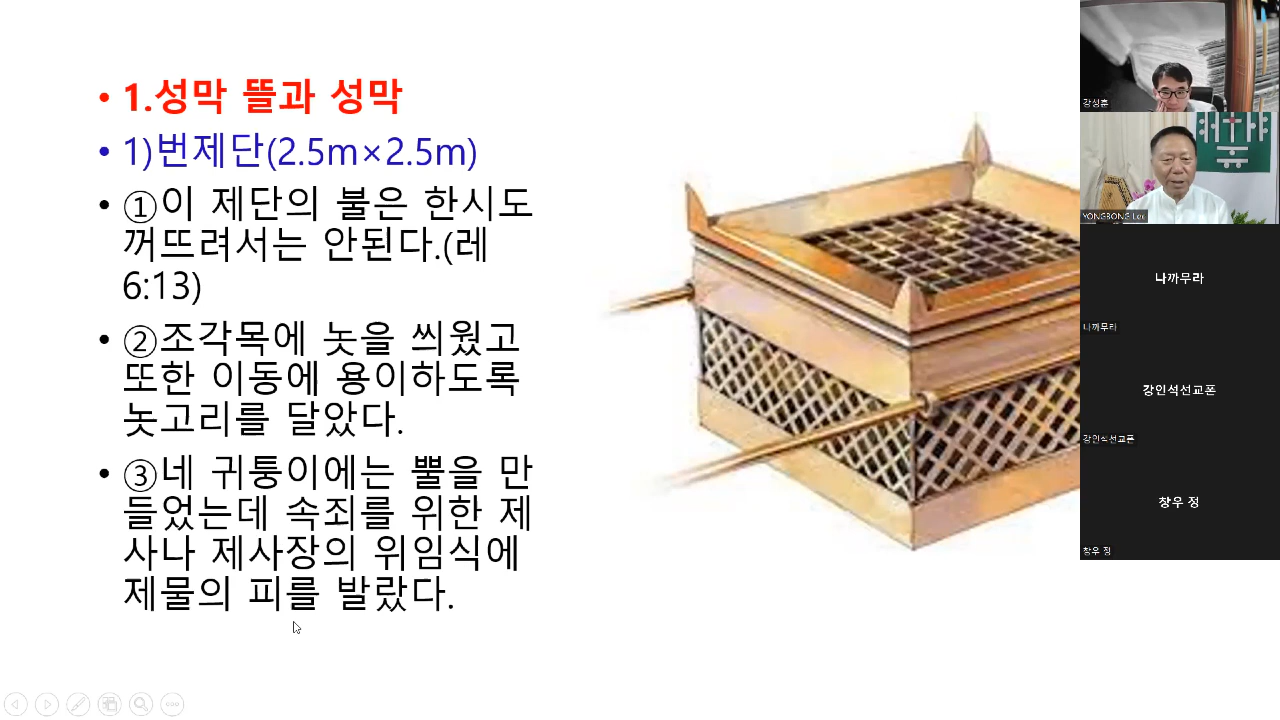 • 1.성막 뜰과 성막
• 1)번제단(2.5m×2.5m)
• ①이 제단의 불은 한시도
꺼뜨려서는 안된다.(레
6:13)
• ②조각목에 놋을 씌웠고
또한 이동에 용이하도록
놋고리를 달았다.
• ③네 귀퉁이에는 뿔을 만
들었는데 속죄를 위한 제
사나 제사장의 위임식에
제물의 피를 발랐다.
강성훈
YONGBONG Lee
나까무라
나까무라
강인석선교폰
강인석선교폰
창우 정
창우 정